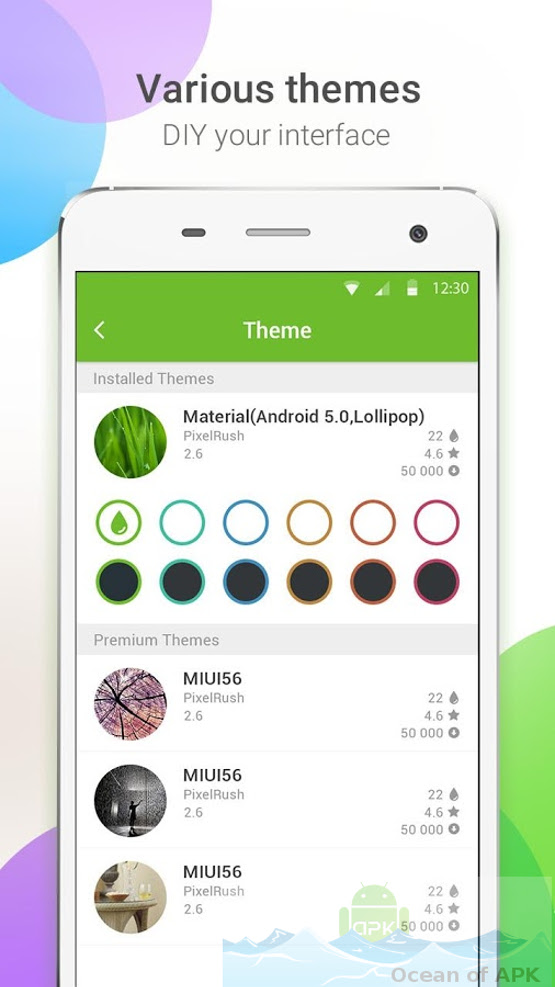 Various themes
DIY your interface
12:30
Theme
Installed Themes
Material(Android 5.0,Lollipop)
PixelRush 22
2.6 4.6
50 000
Premium Themes
MIUI56
PixelRush 22
2.6 4.6
50 000
MIUI56
PixelRush 22
2.6 4.6
50 000
MIUI56
PixelRush 22
2.6 4.6
APK 50 000
Ocean of APK